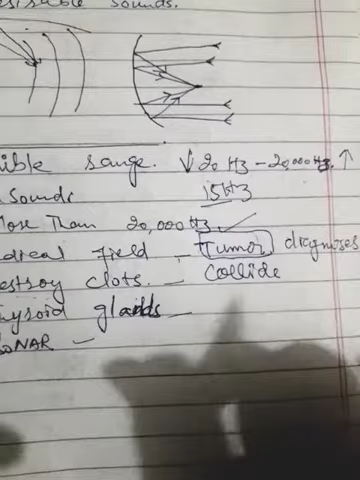 sounds.
ible range. ↓ 20 Hz - 20,000 Hz. ↑
Sounds 15 Hz
More Than 20,000 Hz. ✓
dical field - Tumor diagnoses
estroy clots. - Collide
yroid glands -
SONAR -